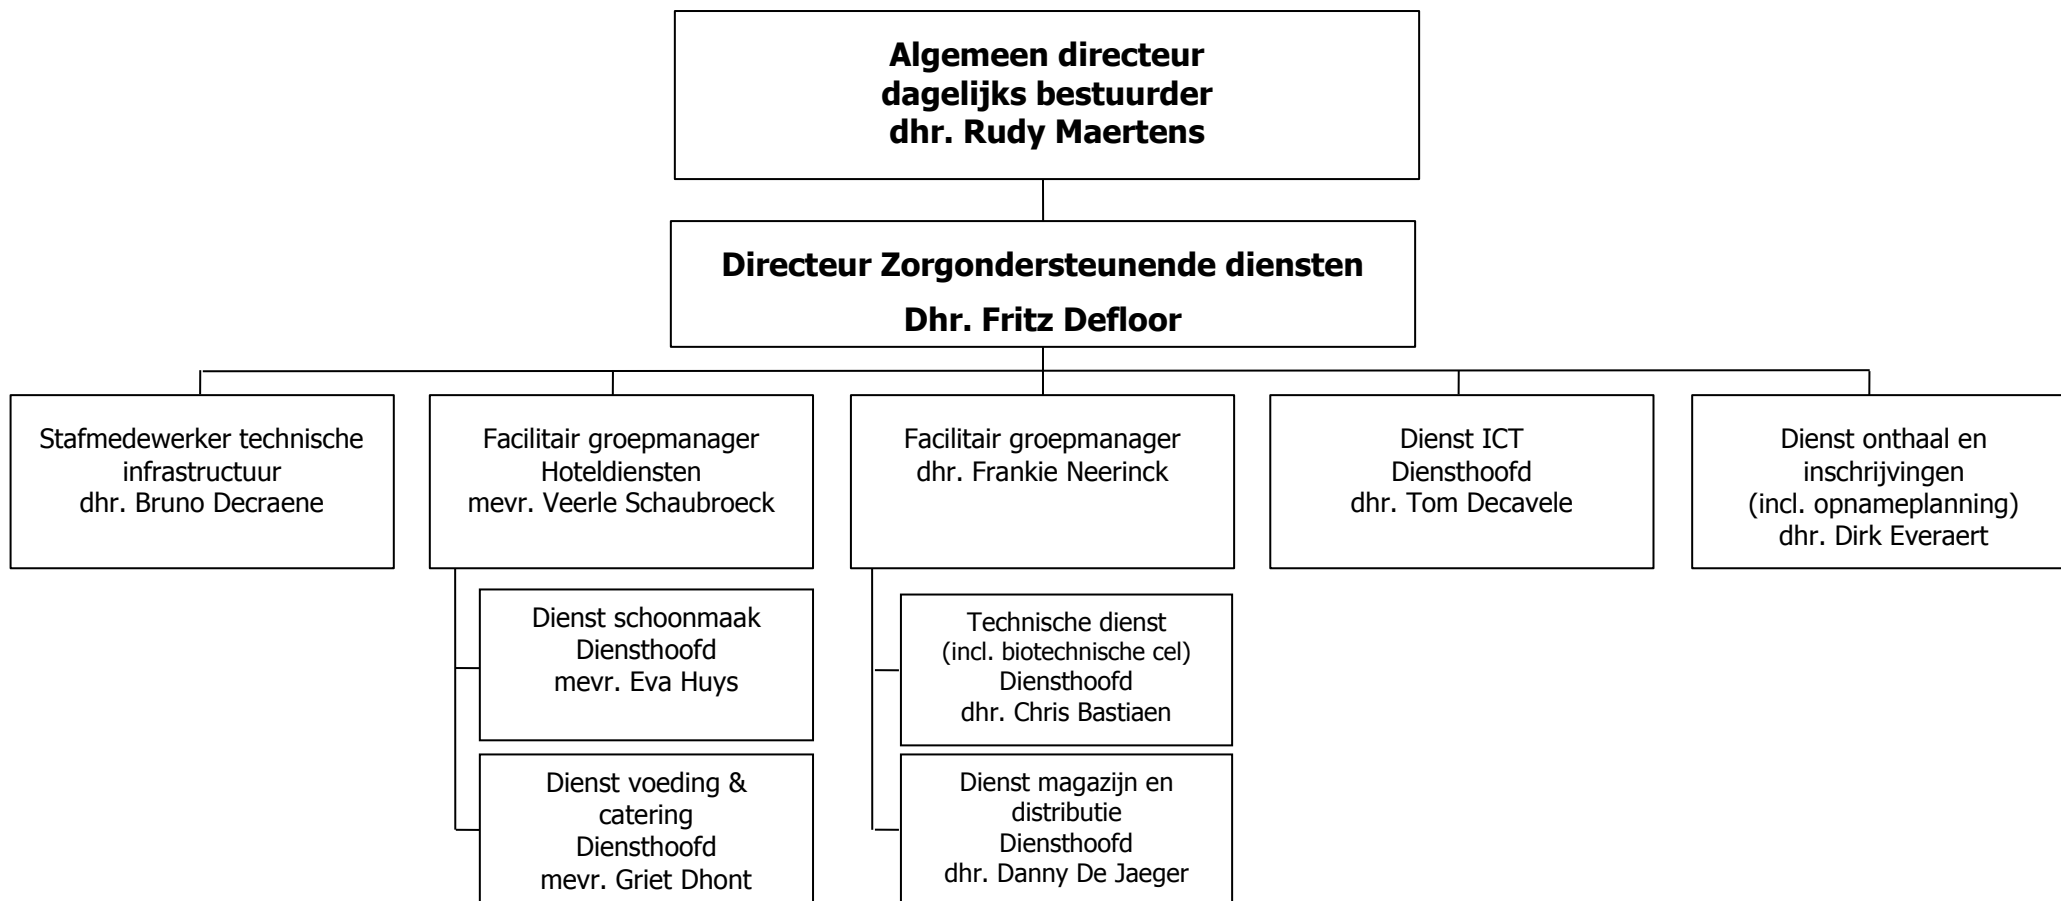 Algemeen directeur
dagelijks bestuurder
dhr. Rudy Maertens
Directeur Zorgondersteunende diensten
Dhr. Fritz Defloor
Stafmedewerker technische
infrastructuur
dhr. Bruno Decraene
Facilitair groepmanager
Hoteldiensten
mevr. Veerle Schaubroeck
Facilitair groepmanager
dhr. Frankie Neerinck
Dienst ICT
Diensthoofd
dhr. Tom Decavele
Dienst onthaal en
inschrijvingen
(incl. opnameplanning)
dhr. Dirk Everaert
Dienst schoonmaak
Diensthoofd
mevr. Eva Huys
Technische dienst
(incl. biotechnische cel)
Diensthoofd
dhr. Chris Bastiaen
Dienst voeding &
catering
Diensthoofd
mevr. Griet Dhont
Dienst magazijn en
distributie
Diensthoofd
dhr. Danny De Jaeger